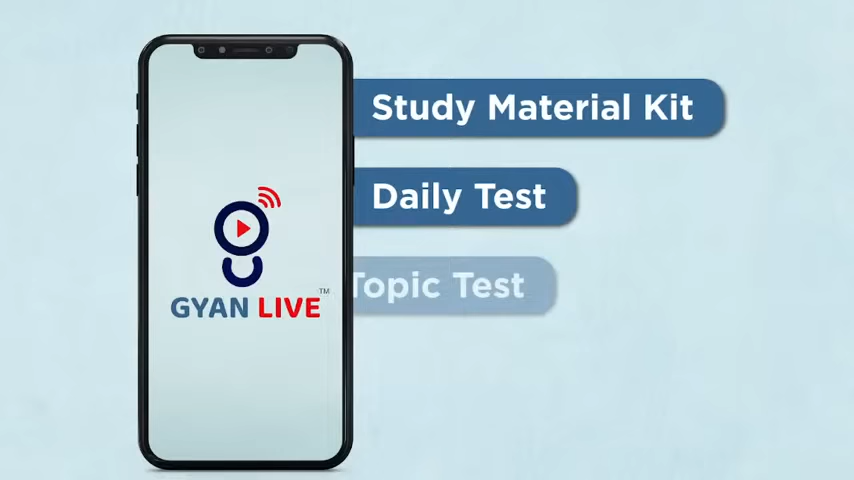 Study Material Kit
Daily Test
Topic Test
GYAN LIVE™